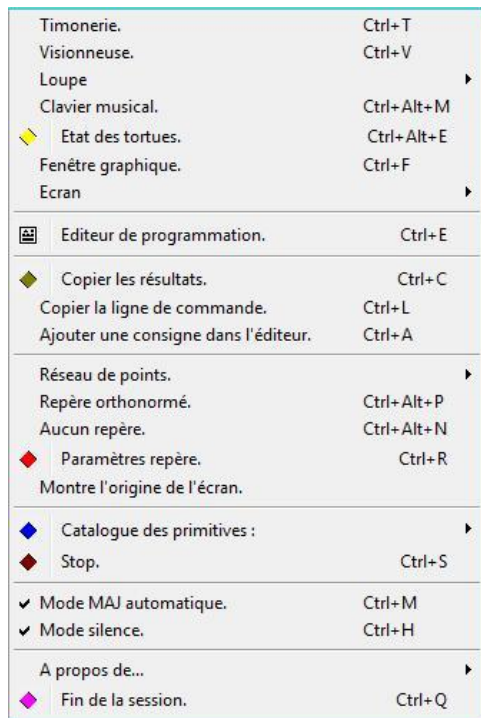 Timonerie. Ctrl+T
Visionneuse. Ctrl+V
Loupe
Clavier musical. Ctrl+Alt+M
Etat des tortues. Ctrl+Alt+E
Fenêtre graphique. Ctrl+F
Ecran
Editeur de programmation. Ctrl+E
Copier les résultats. Ctrl+C
Copier la ligne de commande. Ctrl+L
Ajouter une consigne dans l'éditeur. Ctrl+A
Réseau de points.
Repère orthonormé. Ctrl+Alt+P
Aucun repère. Ctrl+Alt+N
Paramètres repère. Ctrl+R
Montre l'origine de l'écran.
Catalogue des primitives :
Stop. Ctrl+S
Mode MAJ automatique. Ctrl+M
Mode silence. Ctrl+H
A propos de...
Fin de la session. Ctrl+Q